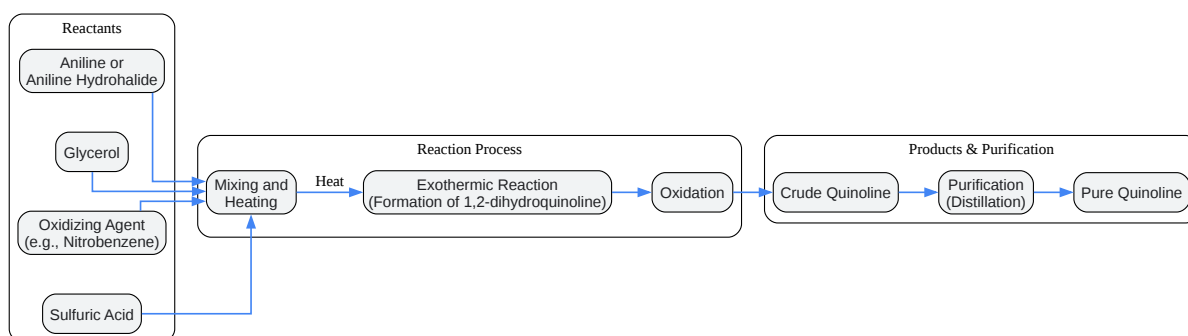 Reactants
Aniline or
Aniline Hydrohalide
Glycerol
Oxidizing Agent
(e.g., Nitrobenzene)
Sulfuric Acid
Reaction Process
Mixing and
Heating
Heat
Exothermic Reaction
(Formation of 1,2-dihydroquinoline)
Oxidation
Products & Purification
Crude Quinoline
Purification
(Distillation)
Pure Quinoline